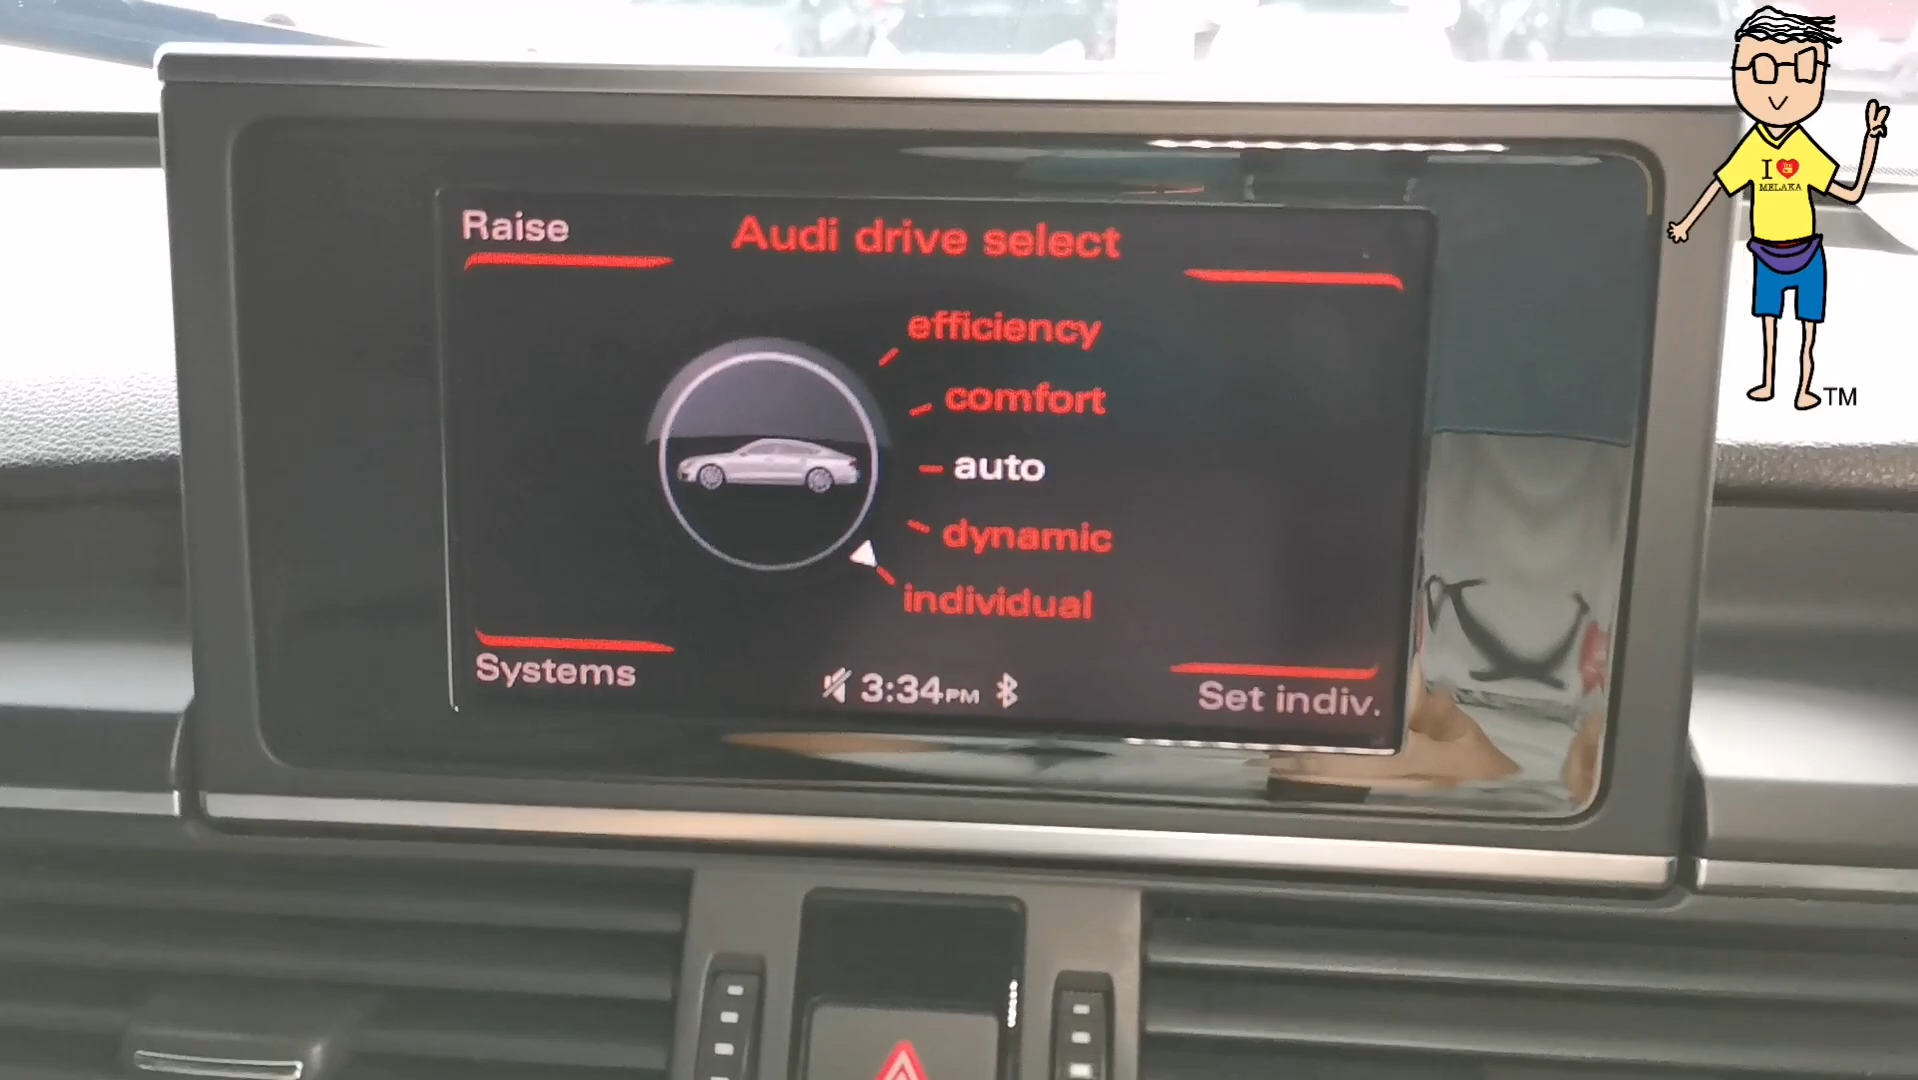 Raise
Audi drive select
efficiency
comfort
auto
dynamic
individual
Systems
3:34PM
Set indiv.
I
MELAKA
TM